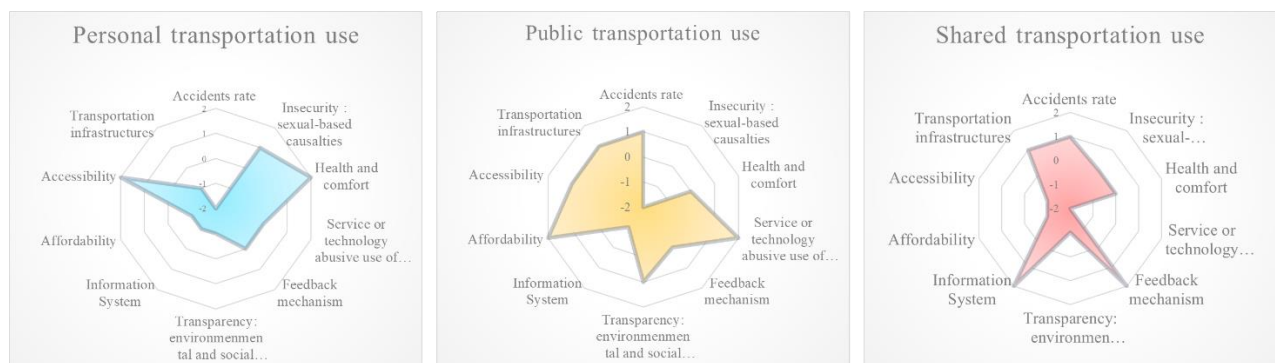 Personal transportation use
Accidents rate
Insecurity :
sexual-based
causalties
Health and
comfort
Service or
technology
abusive use of…
Feedback
mechanism
Transparency:
environmenmen
tal and social…
Information
System
Affordability
Accessibility
Transportation
infrastructures
2
1
0
-1
-2
Public transportation use
Accidents rate
Insecurity :
sexual-based
causalties
Health and
comfort
Service or
technology
abusive use of…
Feedback
mechanism
Transparency:
environmenmen
tal and social…
Information
System
Affordability
Accessibility
Transportation
infrastructures
2
1
0
-1
-2
Shared transportation use
Accidents rate
Insecurity :
sexual-…
Health and
comfort
Service or
technology…
Feedback
mechanism
Transparency:
environmen…
Information
System
Affordability
Accessibility
Transportation
infrastructures
2
1
0
-1
-2